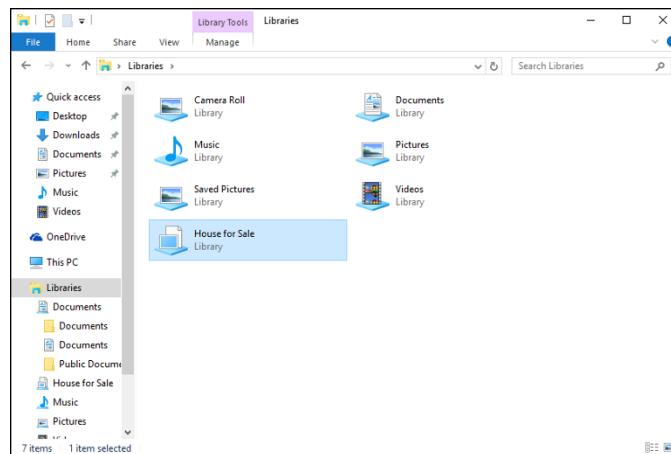 Library Tools
Libraries
File
Home
Share
View
Manage
Libraries
Search Libraries
Quick access
Desktop
Downloads
Documents
Pictures
Music
Videos
OneDrive
This PC
Libraries
Documents
Documents
Documents
Public Docume
House for Sale
Music
Pictures
Camera Roll
Library
Documents
Library
Music
Library
Pictures
Library
Saved Pictures
Library
Videos
Library
House for Sale
Library
7 items
1 item selected